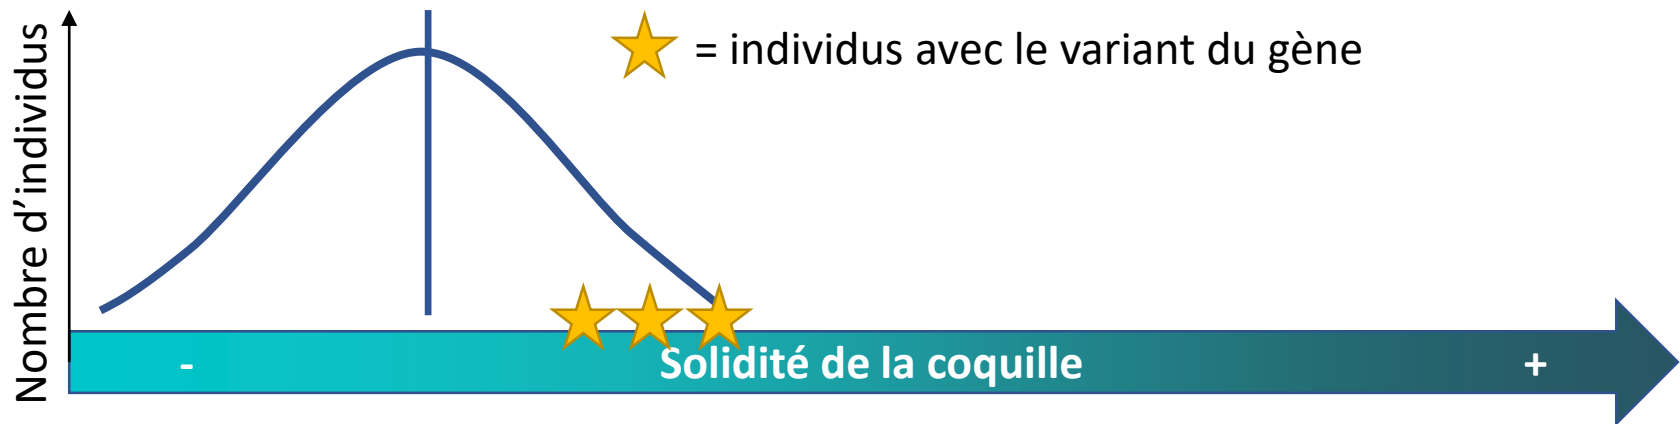 Nombre d’individus
= individus avec le variant du gène
- Solidité de la coquille +